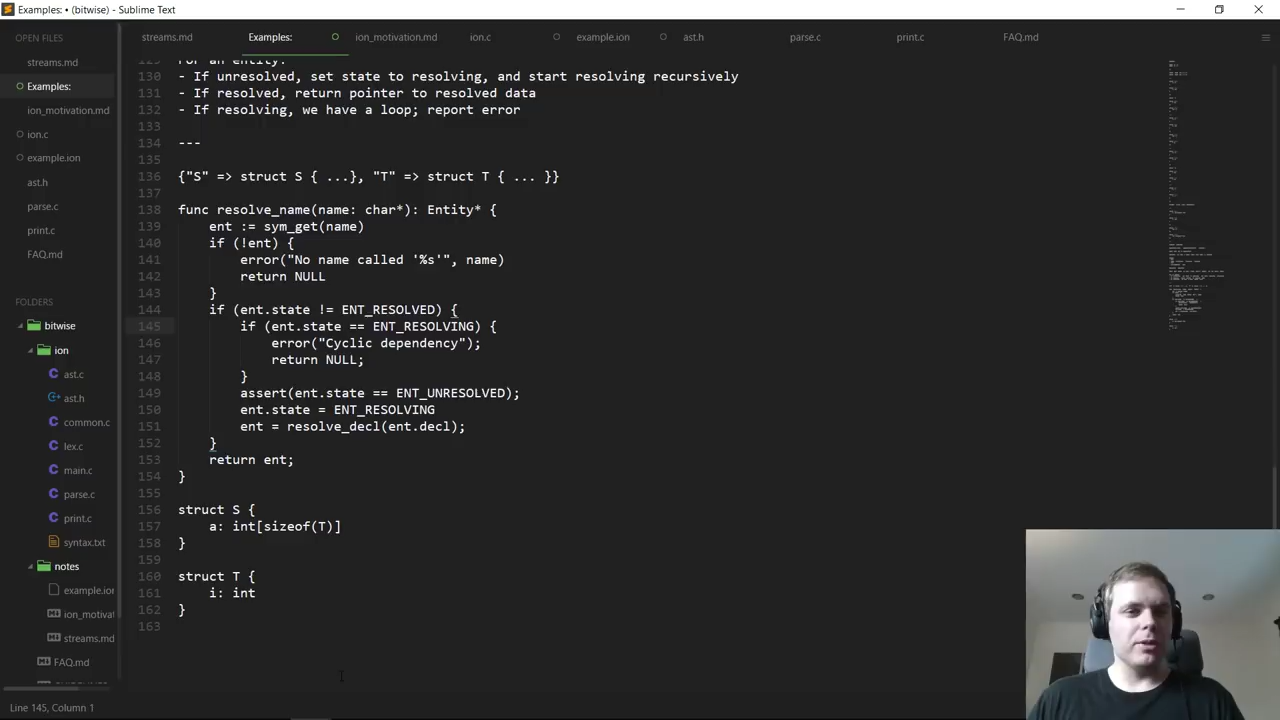 Examples: • (bitwise) - Sublime Text
OPEN FILES
streams.md
Examples:
ion_motivation.md
ion.c
example.ion
ast.h
parse.c
print.c
FAQ.md
FOLDERS
bitwise
ion
ast.c
ast.h
common.c
lex.c
main.c
parse.c
print.c
syntax.txt
notes
example.ion
ion_motivat
streams.md
FAQ.md
streams.md
Examples:
ion_motivation.md
ion.c
example.ion
ast.h
parse.c
print.c
FAQ.md
129 For an entity:
130 - If unresolved, set state to resolving, and start resolving recursively
131 - If resolved, return pointer to resolved data
132 - If resolving, we have a loop; report error
133
134 ---
135
136 {"S" => struct S { ...}, "T" => struct T { ... }}
137
138 func resolve_name(name: char*): Entity* {
139     ent := sym_get(name)
140     if (!ent) {
141         error("No name called '%s'", name)
142         return NULL
143     }
144     if (ent.state != ENT_RESOLVED) {
145         if (ent.state == ENT_RESOLVING) {
146             error("Cyclic dependency");
147             return NULL;
148         }
149         assert(ent.state == ENT_UNRESOLVED);
150         ent.state = ENT_RESOLVING
151         ent = resolve_decl(ent.decl);
152     }
153     return ent;
154 }
155
156 struct S {
157     a: int[sizeof(T)]
158 }
159
160 struct T {
161     i: int
162 }
163
Line 145, Column 1